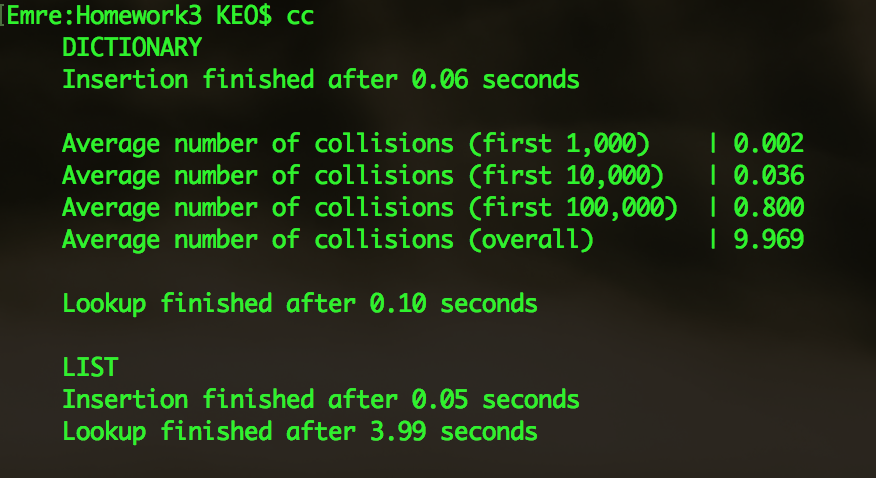 [Emre:Homework3 KEO$ cc
DICTIONARY
Insertion finished after 0.06 seconds
Average number of collisions (first 1,000) | 0.002
Average number of collisions (first 10,000) | 0.036
Average number of collisions (first 100,000) | 0.800
Average number of collisions (overall) | 9.969
Lookup finished after 0.10 seconds
LIST
Insertion finished after 0.05 seconds
Lookup finished after 3.99 seconds